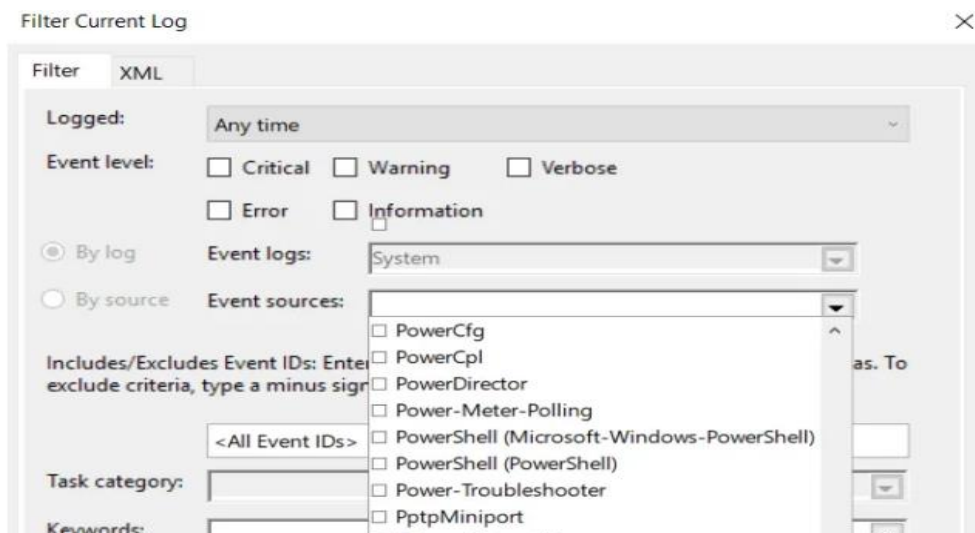 Filter Current Log
Filter XML
Logged: Any time
Event level: Critical Warning Verbose
Error Information
By log Event logs: System
By source Event sources:
PowerCfg
PowerCpl
PowerDirector
Power-Meter-Polling
PowerShell (Microsoft-Windows-PowerShell)
PowerShell (PowerShell)
Power-Troubleshooter
PptpMiniport
Includes/Excludes Event IDs: Enter as. To
exclude criteria, type a minus sign
<All Event IDs>
Task category:
Keywords: